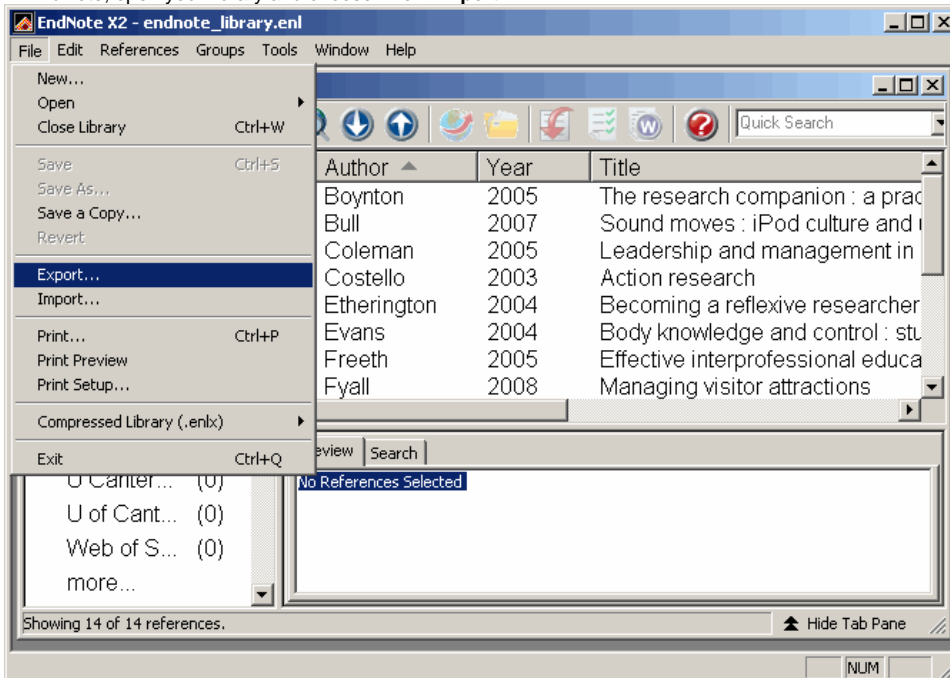 EndNote X2 - endnote_library.enl
File Edit References Groups Tools Window Help
New...
Open
Close Library Ctrl+W
Save Ctrl+S
Save As...
Save a Copy...
Revert
Export...
Import...
Print... Ctrl+P
Print Preview
Print Setup...
Compressed Library (.enlx)
Exit Ctrl+Q
Quick Search
Author Year Title
Boynton 2005 The research companion : a prac
Bull 2007 Sound moves : iPod culture and
Coleman 2005 Leadership and management in
Costello 2003 Action research
Etherington 2004 Becoming a reflexive researcher
Evans 2004 Body knowledge and control : stu
Freeth 2005 Effective interprofessional educa
Fyall 2008 Managing visitor attractions
eview Search
No References Selected
U Canter... (0)
U of Cant... (0)
Web of S... (0)
more...
Showing 14 of 14 references.
Hide Tab Pane
NUM